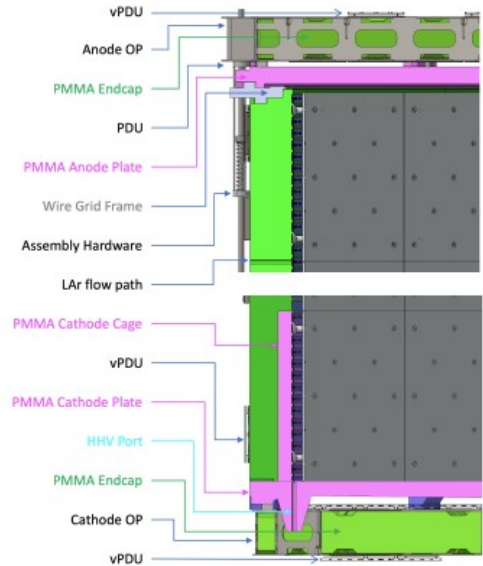 vPDU
Anode OP
PMMA Endcap
PDU
PMMA Anode Plate
Wire Grid Frame
Assembly Hardware
LAr flow path
PMMA Cathode Cage
vPDU
PMMA Cathode Plate
HHV Port
PMMA Endcap
Cathode OP
vPDU